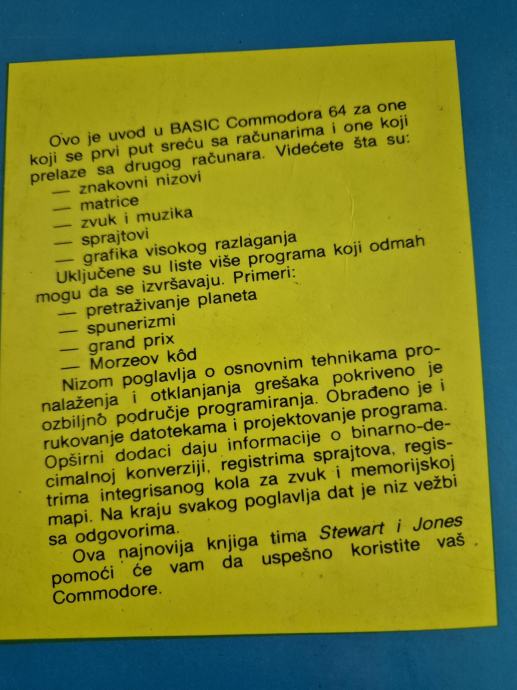 Ovo je uvod u BASIC Commodora 64 za one
koji se prvi put sreću sa računarima i one koji
prelaze sa drugog računara. Videćete šta su:
— znakovni nizovi
— matrice
— zvuk i muzika
— sprajtovi
— grafika visokog razlaganja
Uključene su liste više programa koji odmah
mogu da se izvršavaju. Primeri:
— pretraživanje planeta
— spunerizmi
— grand prix
— Morzeov kôd
Nizom poglavlja o osnovnim tehnikama pro-
nalaženja i otklanjanja grešaka pokriveno je
ozbiljno područje programiranja. Obrađeno je i
rukovanje datotekama i projektovanje programa.
Opširni dodaci daju informacije o binarno-de-
cimalnoj konverziji, registrima sprajtova, regis-
trima integrisanog kola za zvuk i memorijskoj
mapi. Na kraju svakog poglavlja dat je niz vežbi
sa odgovorima.
Ova najnovija knjiga tima Stewart i Jones
pomoći će vam da uspešno koristite vaš
Commodore.